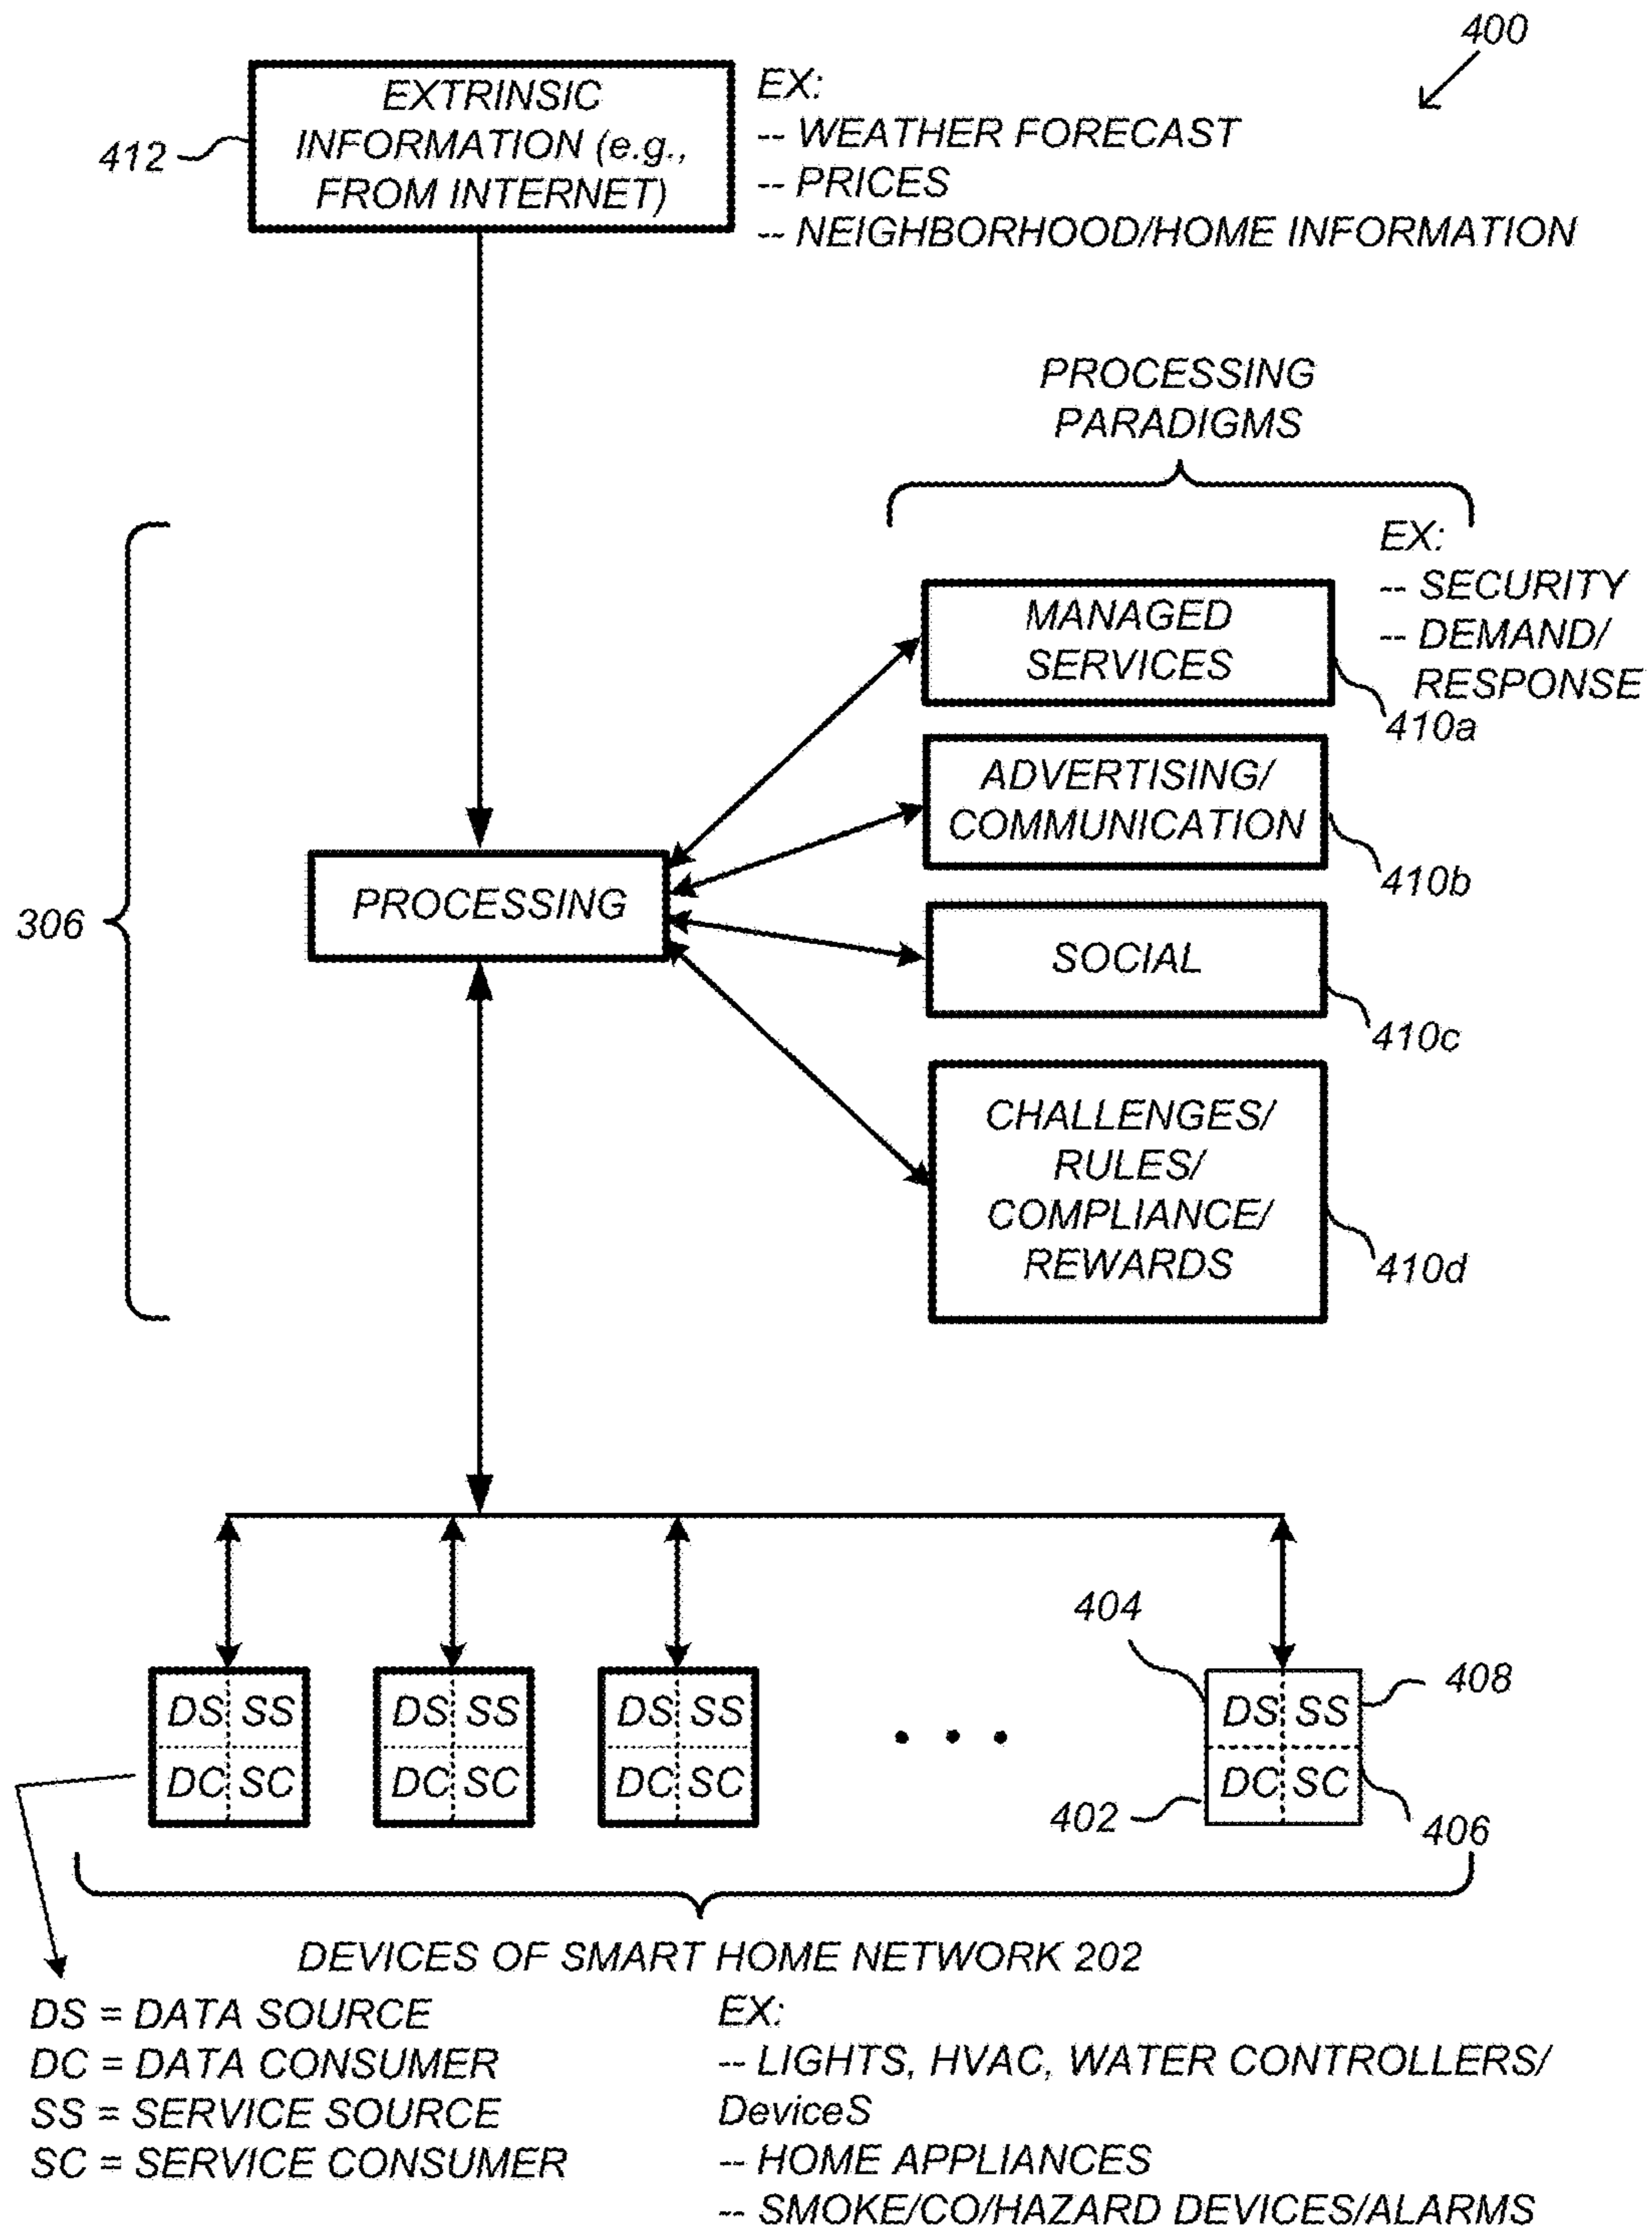 400
EXTRINSIC
INFORMATION (e.g.,
FROM INTERNET)
412
EX:
-- WEATHER FORECAST
-- PRICES
-- NEIGHBORHOOD/HOME INFORMATION
PROCESSING
PARADIGMS
EX:
-- SECURITY
-- DEMAND/
RESPONSE
MANAGED
SERVICES
410a
ADVERTISING/
COMMUNICATION
410b
306
PROCESSING
SOCIAL
410c
CHALLENGES/
RULES/
COMPLIANCE/
REWARDS
410d
404
408
DS SS
DC SC
DS SS
DC SC
DS SS
DC SC
. . .
DS SS
DC SC
402
406
DEVICES OF SMART HOME NETWORK 202
DS = DATA SOURCE
DC = DATA CONSUMER
SS = SERVICE SOURCE
SC = SERVICE CONSUMER
EX:
-- LIGHTS, HVAC, WATER CONTROLLERS/
DeviceS
-- HOME APPLIANCES
-- SMOKE/CO/HAZARD DEVICES/ALARMS